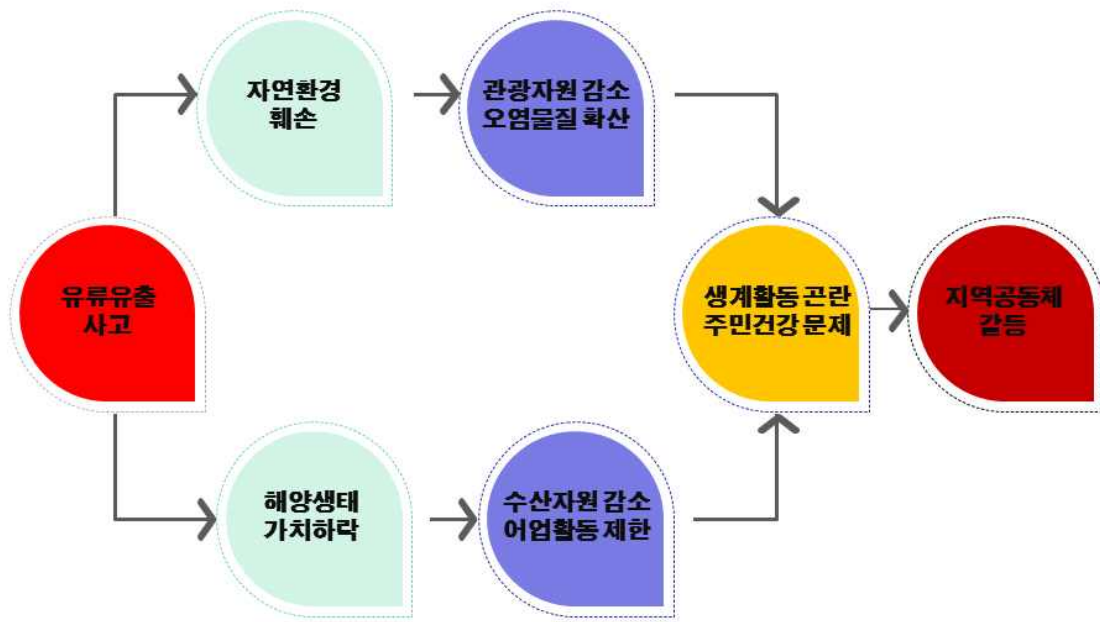 자연환경
훼손
관광자원 감소
오염물질 확산
유류유출
사고
생계활동 곤란
주민건강 문제
지역공동체
갈등
해양생태
가치하락
수산자원 감소
어업활동 제한